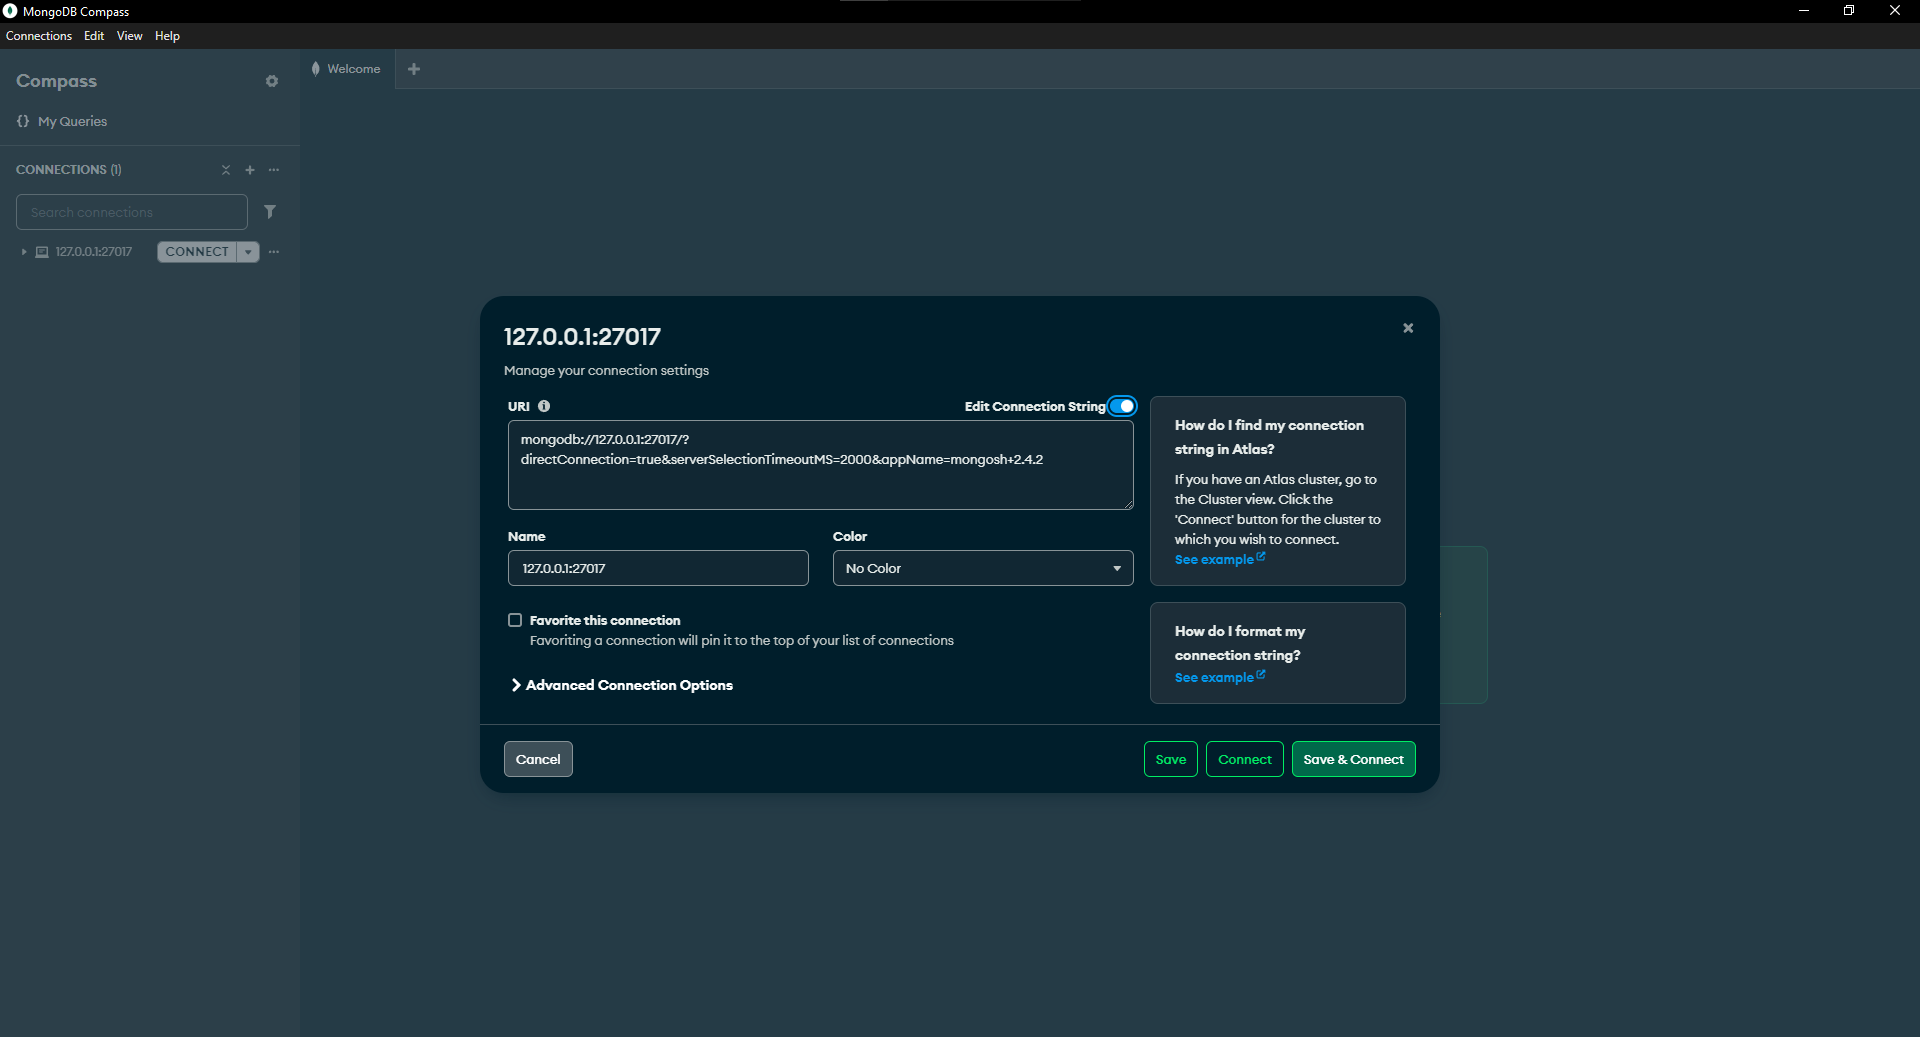 MongoDB Compass
Connections Edit View Help
Compass
Welcome
My Queries
CONNECTIONS (1)
Search connections
127.0.0.1:27017 CONNECT
127.0.0.1:27017
Manage your connection settings
URI
Edit Connection String
mongodb://127.0.0.1:27017/?
directConnection=true&serverSelectionTimeoutMS=2000&appName=mongosh+2.4.2
Name
Color
127.0.0.1:27017
No Color
Favorite this connection
Favoriting a connection will pin it to the top of your list of connections
Advanced Connection Options
How do I find my connection
string in Atlas?
If you have an Atlas cluster, go to
the Cluster view. Click the
'Connect' button for the cluster to
which you wish to connect.
See example
How do I format my
connection string?
See example
Cancel
Save
Connect
Save & Connect